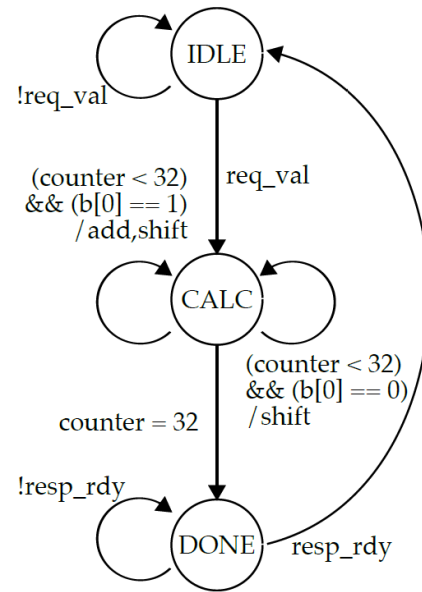 IDLE
!req_val
req_val
(counter < 32)
&& (b[0] == 1)
/add,shift
CALC
(counter < 32)
&& (b[0] == 0)
/shift
counter = 32
!resp_rdy
DONE
resp_rdy